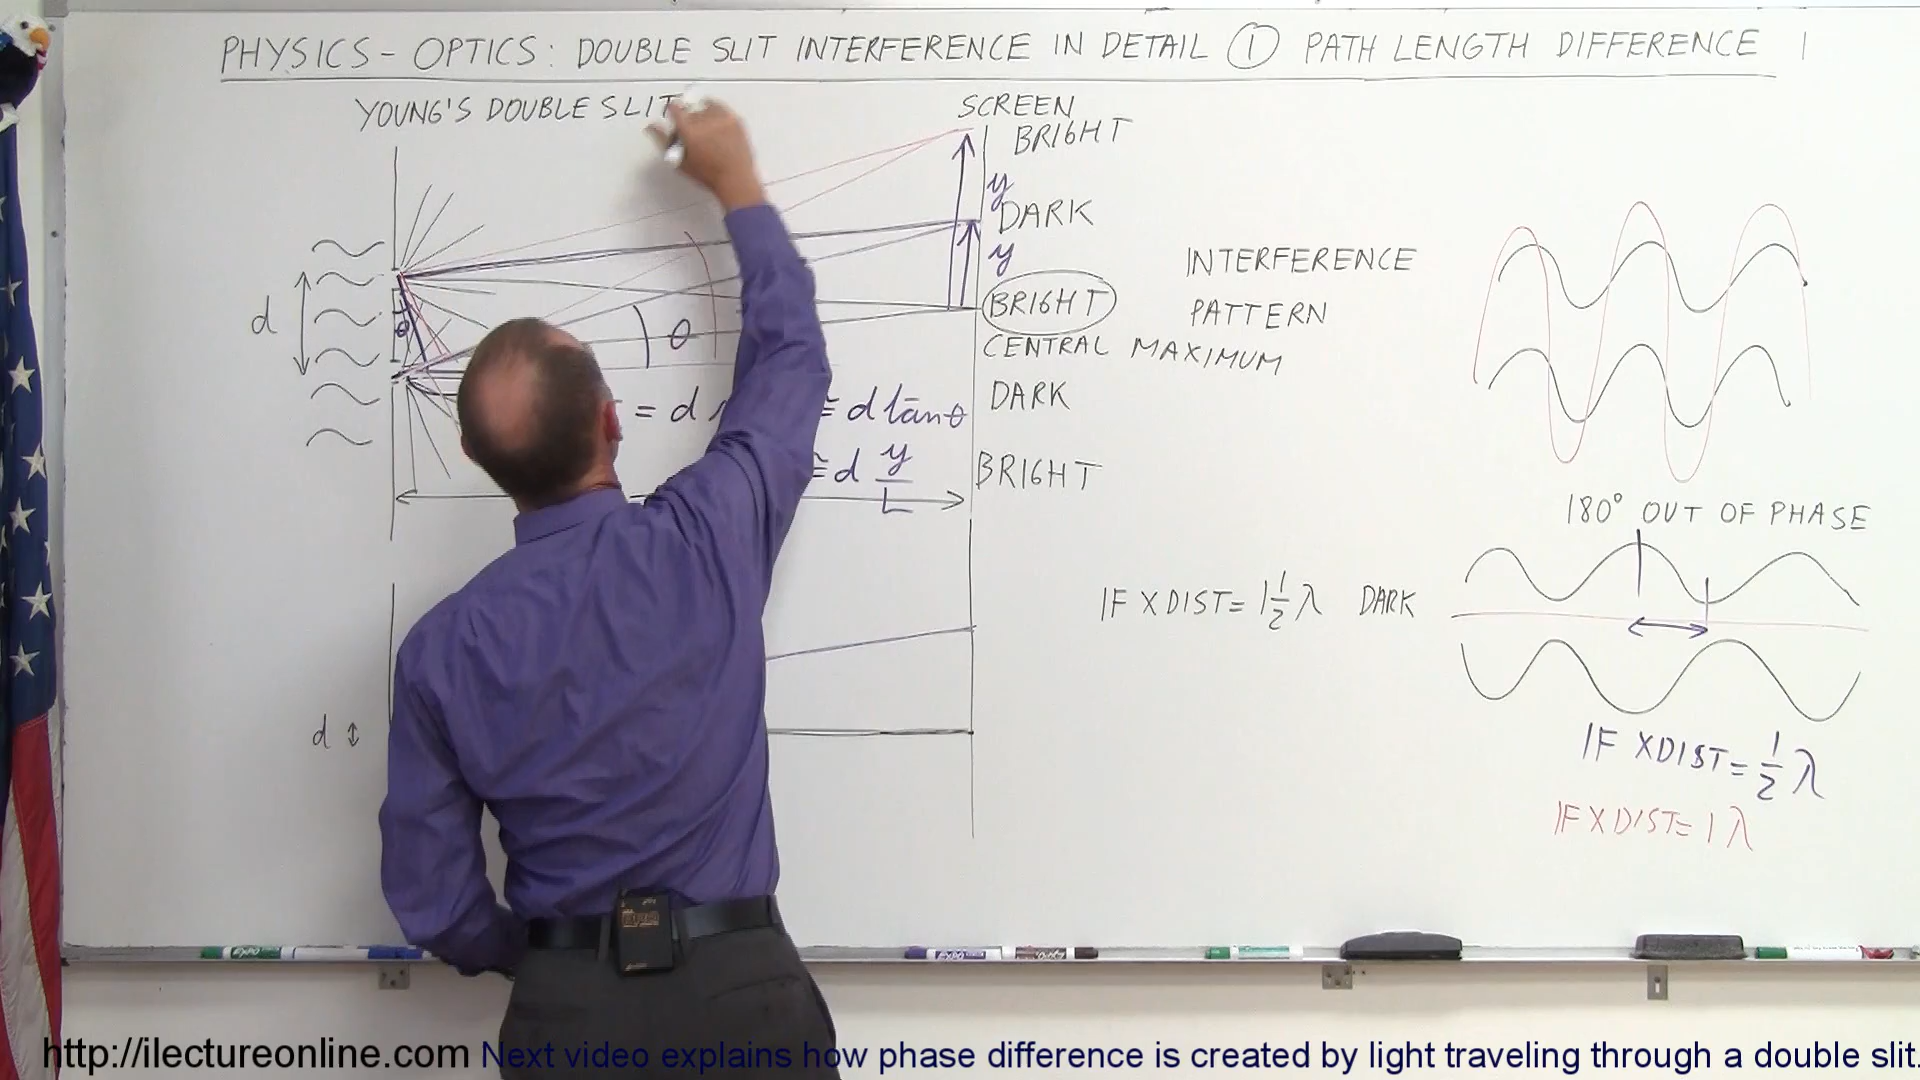 PHYSICS - OPTICS: DOUBLE SLIT INTERFERENCE IN DETAIL ① PATH LENGTH DIFFERENCE 1
YOUNG'S DOUBLE SLIT
SCREEN
BRIGHT
y
DARK
y
d
θ
θ
BRIGHT
CENTRAL MAXIMUM
INTERFERENCE
PATTERN
= d
≅ d tanθ
DARK
≅ d y/L
BRIGHT
180° OUT OF PHASE
IF X DIST = 1 1/2 λ DARK
d
IF X DIST = 1/2 λ
IF X DIST = 1 λ
http://ilectureonline.com Next video explains how phase difference is created by light traveling through a double slit.